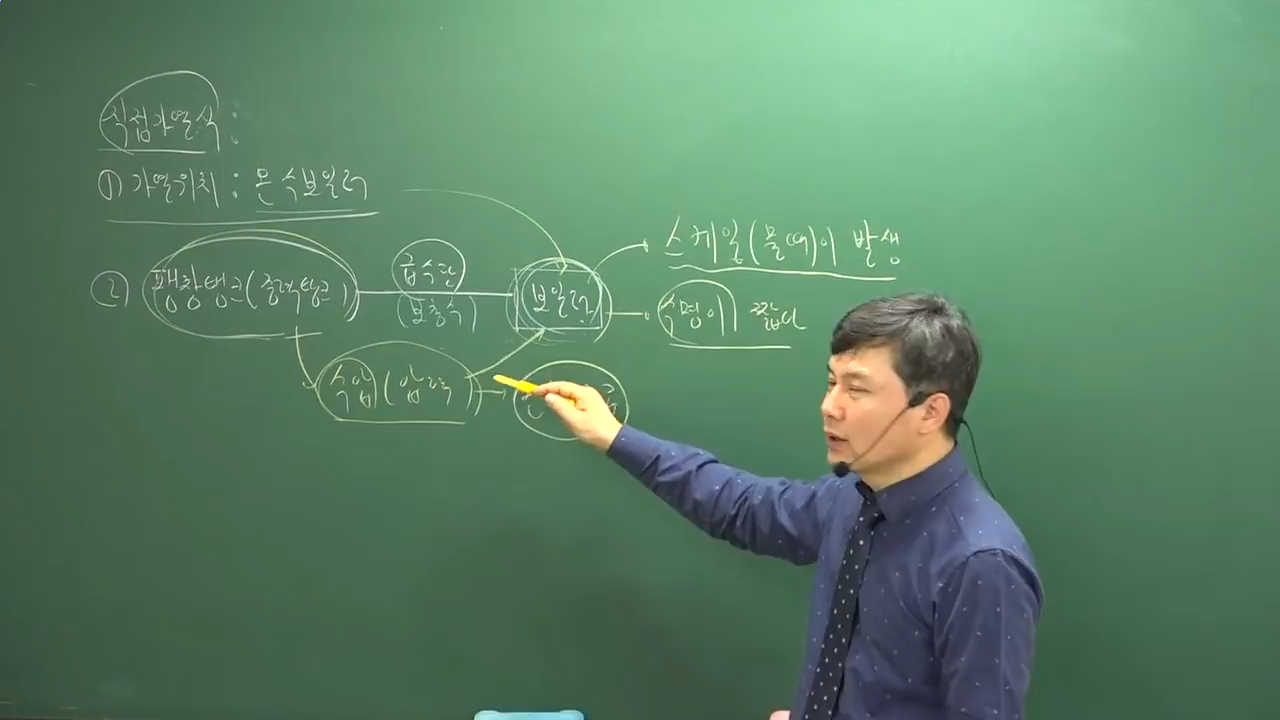 직접가열식 :
① 가열위치 : 온수보일러
② 팽창탱크(중력탱크)
급수관
(보충수)
보일러
스케일(물때)이 발생
수명이 짧다
수압(압력)